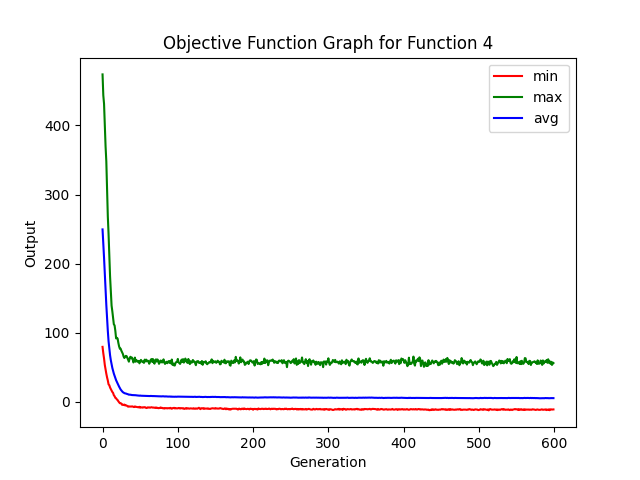 Objective Function Graph for Function 4
min
max
avg
400
300
200
100
0
Output
0 100 200 300 400 500 600
Generation